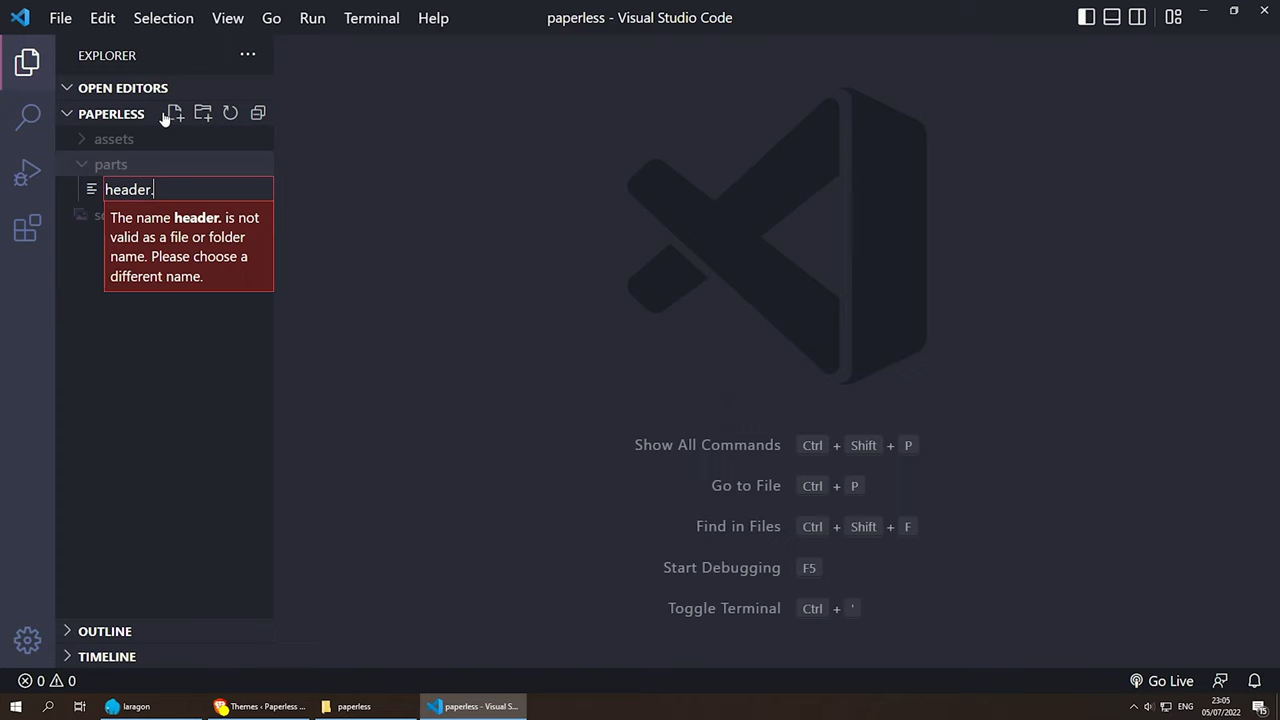 File Edit Selection View Go Run Terminal Help
paperless - Visual Studio Code
EXPLORER
OPEN EDITORS
PAPERLESS
assets
parts
header.
The name header. is not
valid as a file or folder
name. Please choose a
different name.
Show All Commands Ctrl + Shift + P
Go to File Ctrl + P
Find in Files Ctrl + Shift + F
Start Debugging F5
Toggle Terminal Ctrl + '
OUTLINE
TIMELINE
0 0
Go Live
laragon
Themes ‹ Paperless ...
paperless
paperless - Visual S...
ENG
23:05
05/07/2022